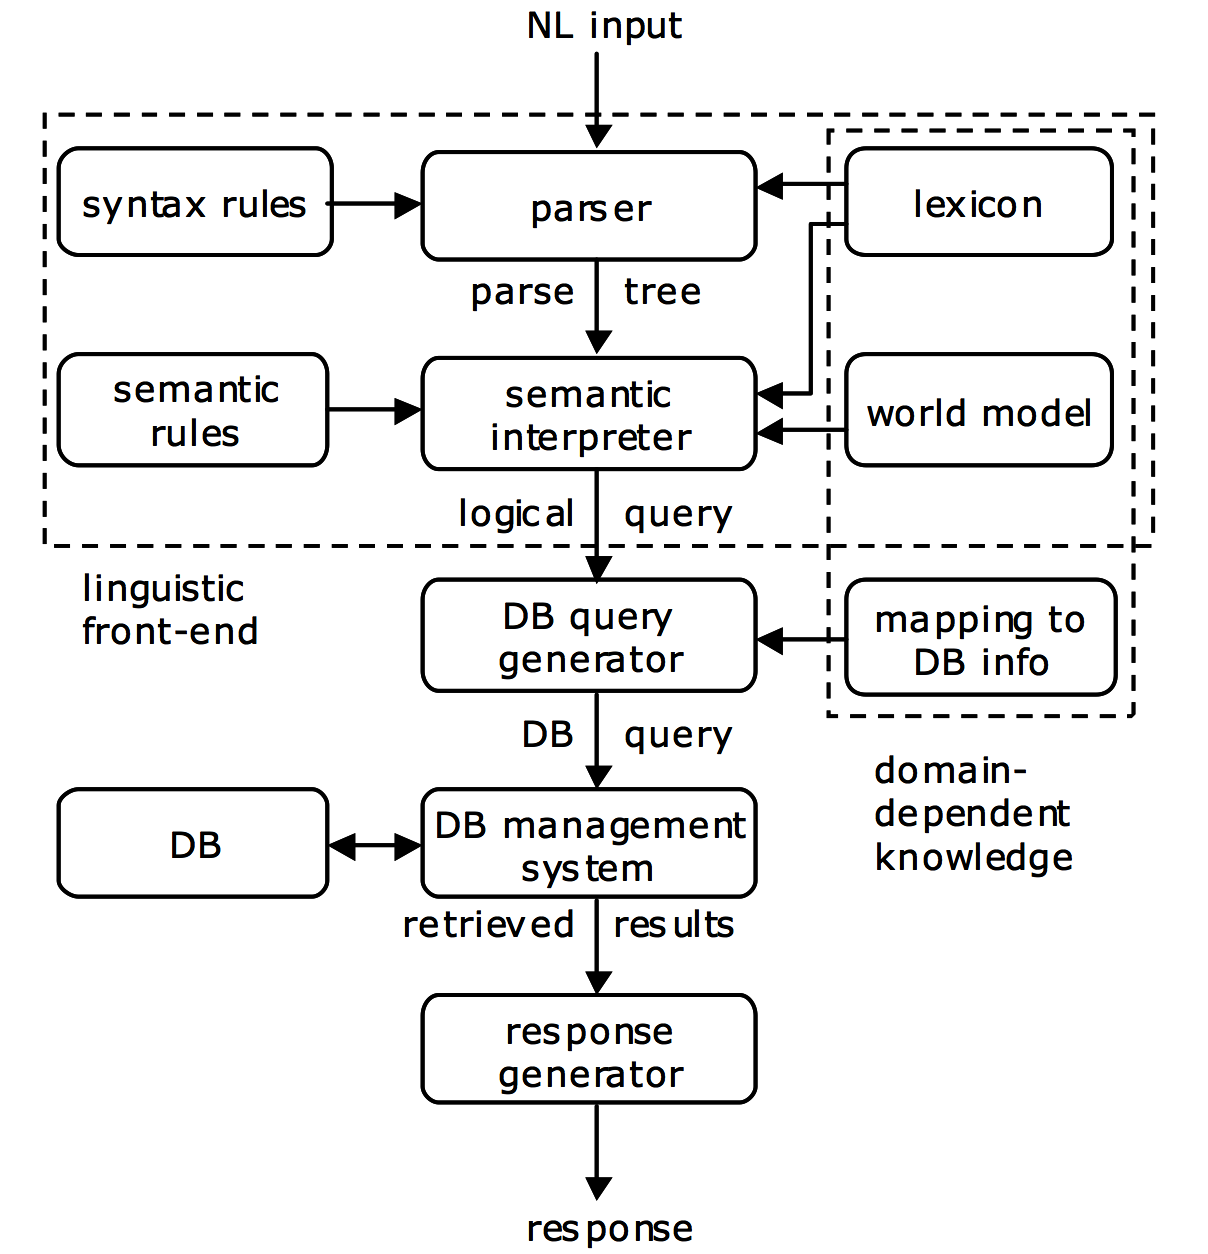 NL input
syntax rules
parser
lexicon
parse tree
semantic
rules
semantic
interpreter
world model
logical query
linguistic
front-end
DB query
generator
mapping to
DB info
DB query
domain-
dependent
knowledge
DB
DB management
system
retrieved results
response
generator
response